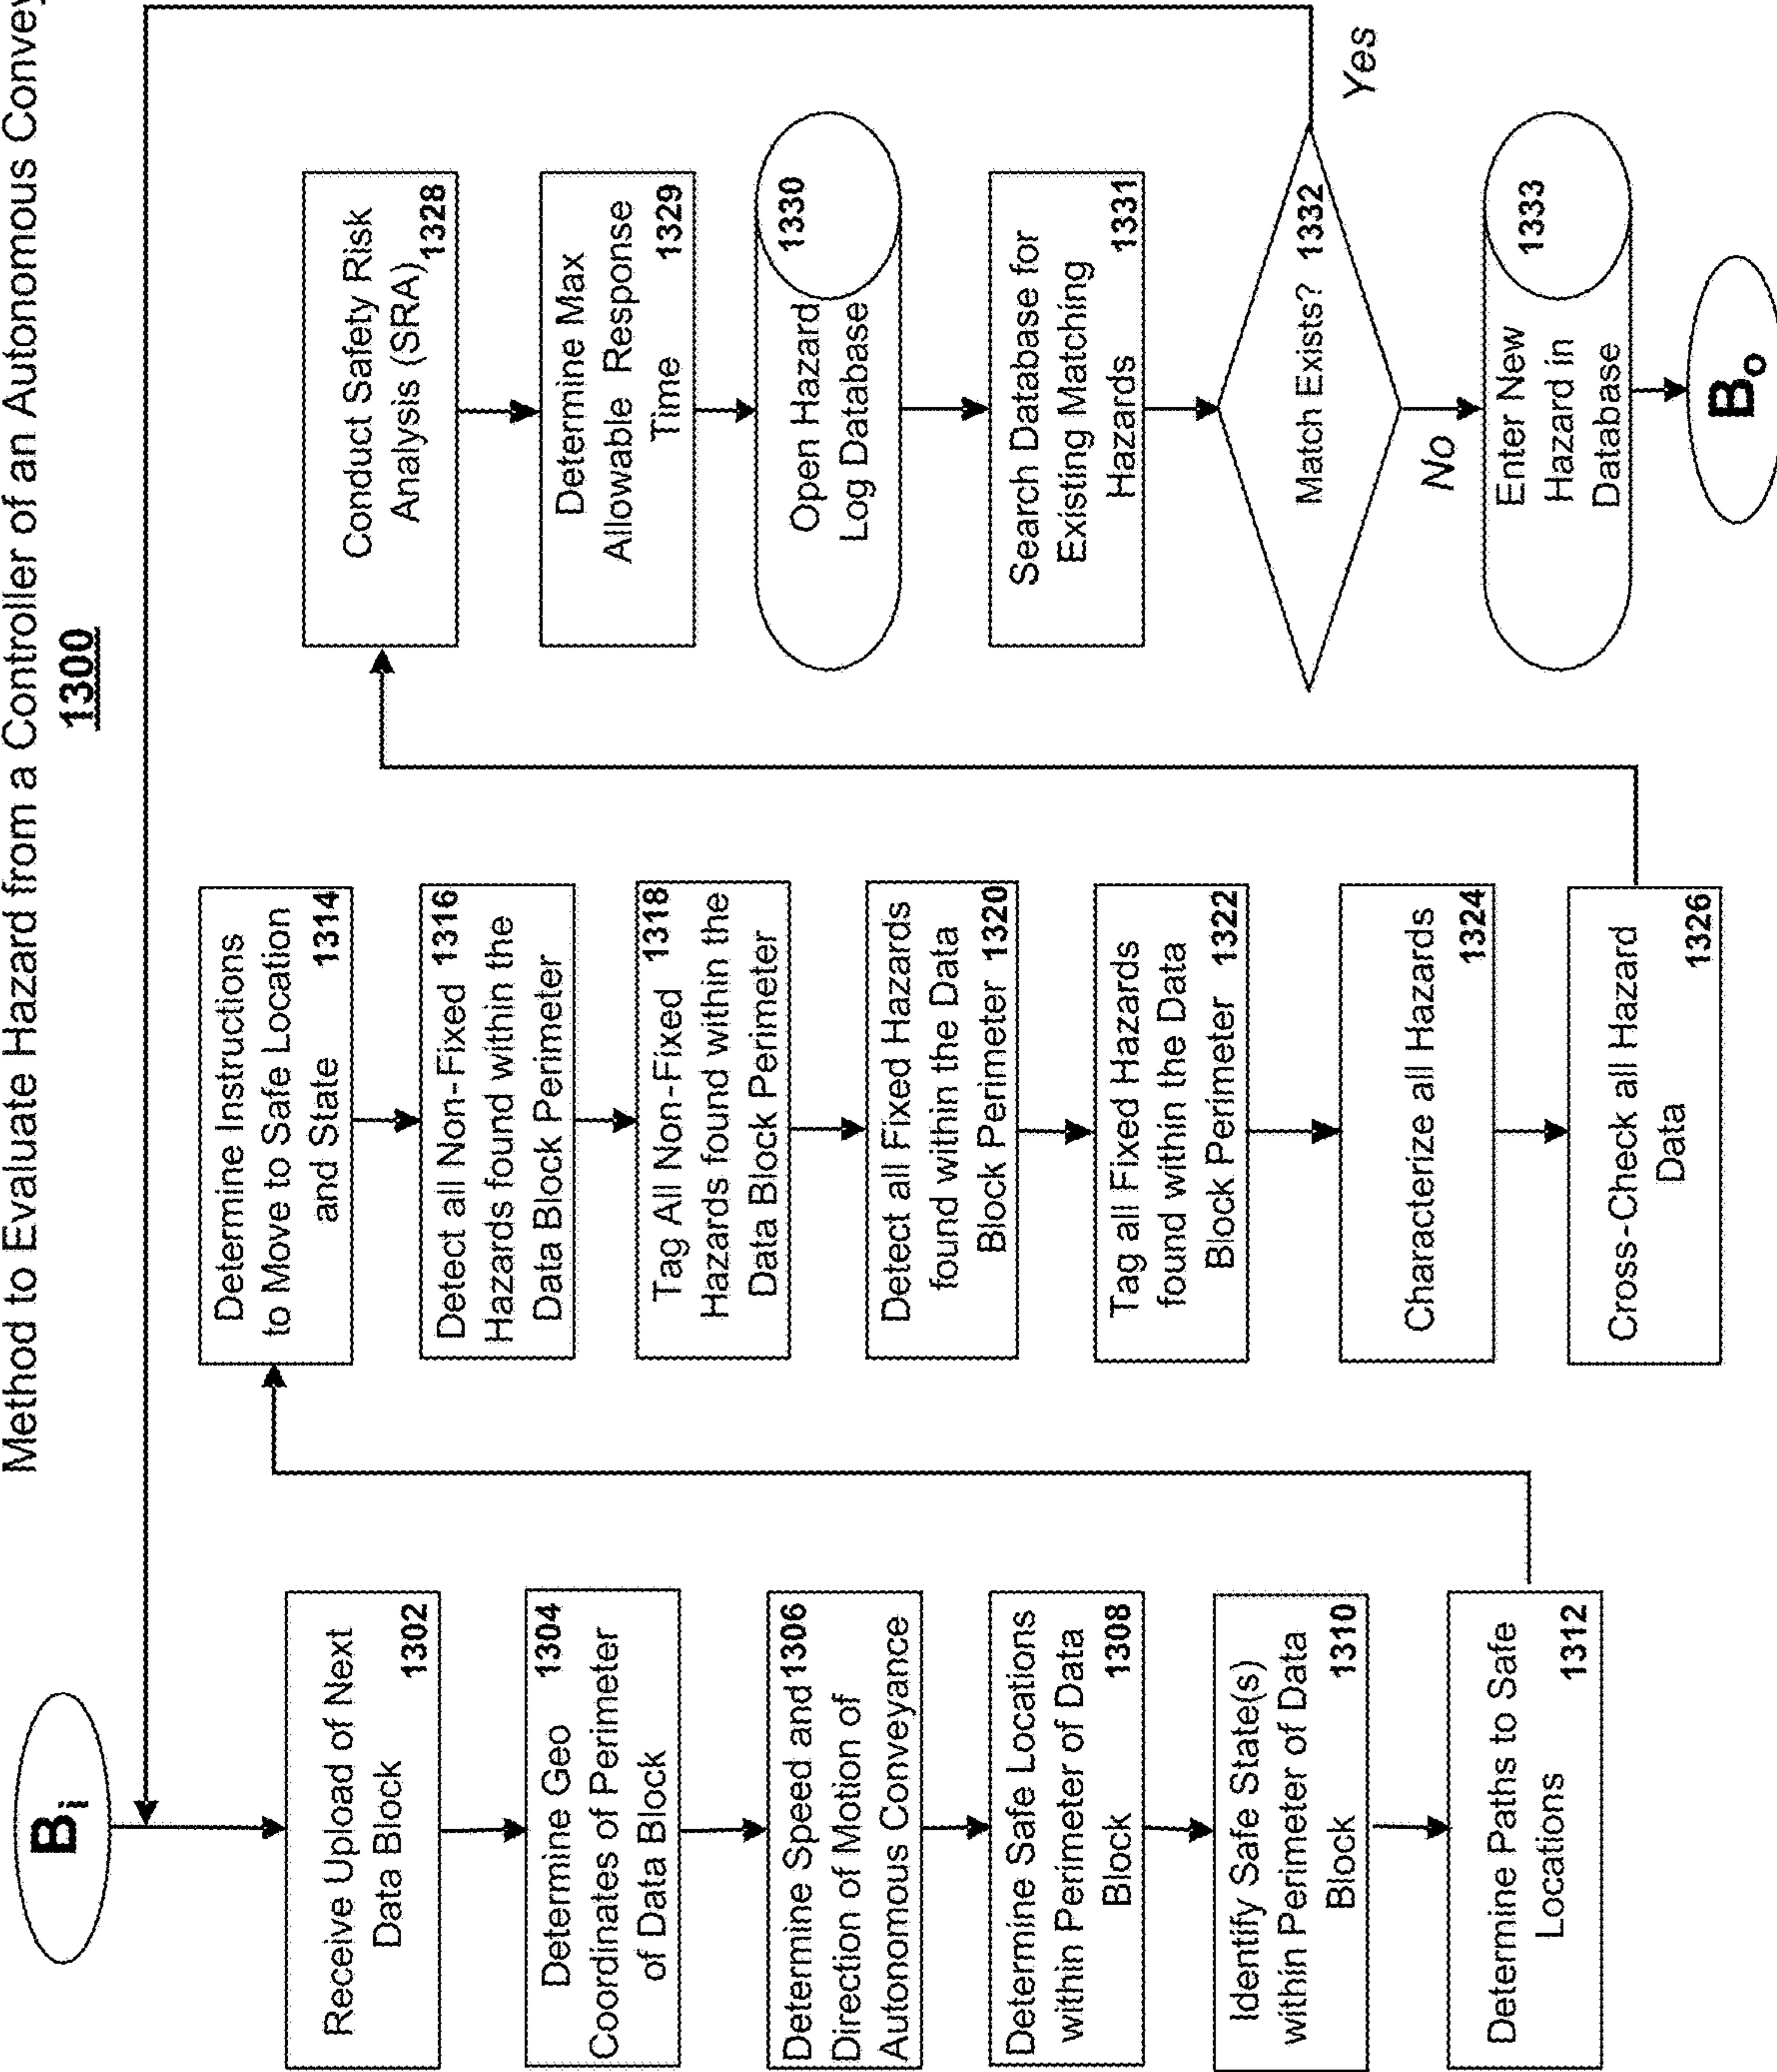 Method to Evaluate Hazard from a Controller of an Autonomous
1300
Bi
Receive Upload of Next
Data Block 1302
Determine Geo 1304
Coordinates of Perimeter
of Data Block
Determine Speed and 1306
Direction of Motion of
Autonomous Conveyance
Determine Safe Locations
within Perimeter of Data
Block 1308
Identify Safe State(s)
within Perimeter of Data
Block 1310
Determine Paths to Safe
Locations 1312
Determine Instructions
to Move to Safe Location
and State 1314
Detect all Non-Fixed 1316
Hazards found within the
Data Block Perimeter
Tag All Non-Fixed 1318
Hazards found within the
Data Block Perimeter
Detect all Fixed Hazards
found within the Data
Block Perimeter 1320
Tag all Fixed Hazards
found within the Data
Block Perimeter 1322
Characterize all Hazards
1324
Cross-Check all Hazard
Data 1326
Conduct Safety Risk
Analysis (SRA) 1328
Determine Max
Allowable Response
Time 1329
Open Hazard 1330
Log Database
Search Database for
Existing Matching
Hazards 1331
Match Exists? 1332
Yes
No
Enter New 1333
Hazard in
Database
Bo